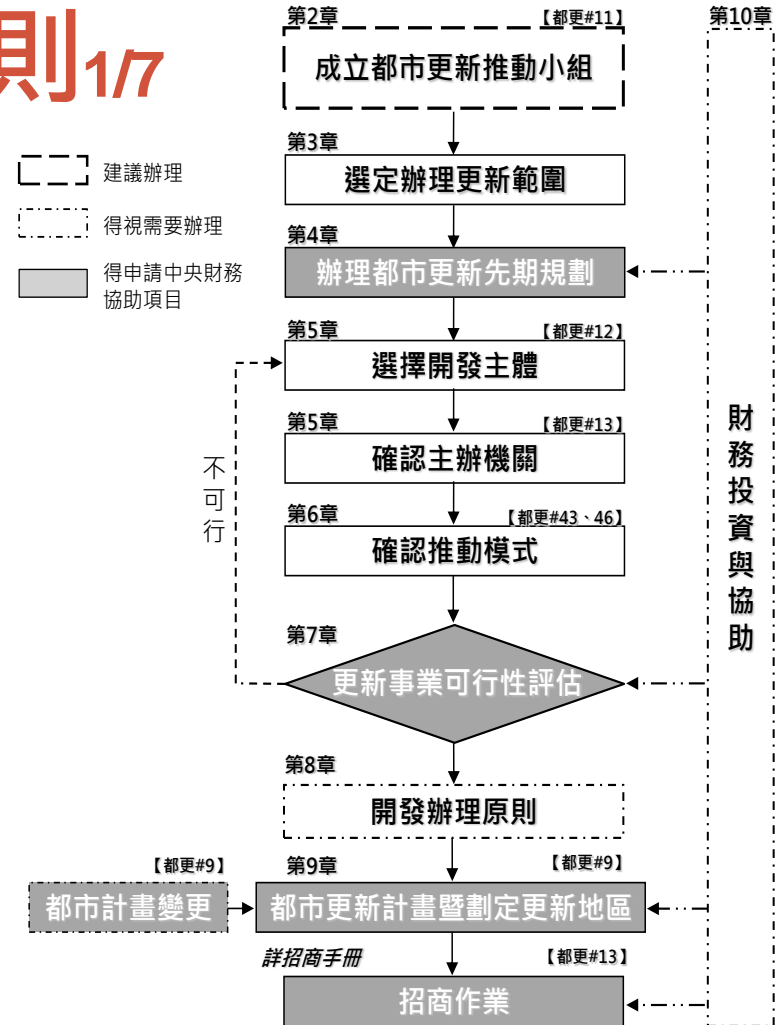 則1/7
建議辦理
得視需要辦理
得申請中央財務
協助項目
第2章
【都更#11】
成立都市更新推動小組
第3章
選定辦理更新範圍
第4章
辦理都市更新先期規劃
第5章
【都更#12】
選擇開發主體
第5章
【都更#13】
確認主辦機關
第6章
【都更#43、46】
確認推動模式
不可行
第7章
更新事業可行性評估
第8章
開發辦理原則
【都更#9】
都市計畫變更
第9章
【都更#9】
都市更新計畫暨劃定更新地區
詳招商手冊
【都更#13】
招商作業
第10章
財務投資與協助